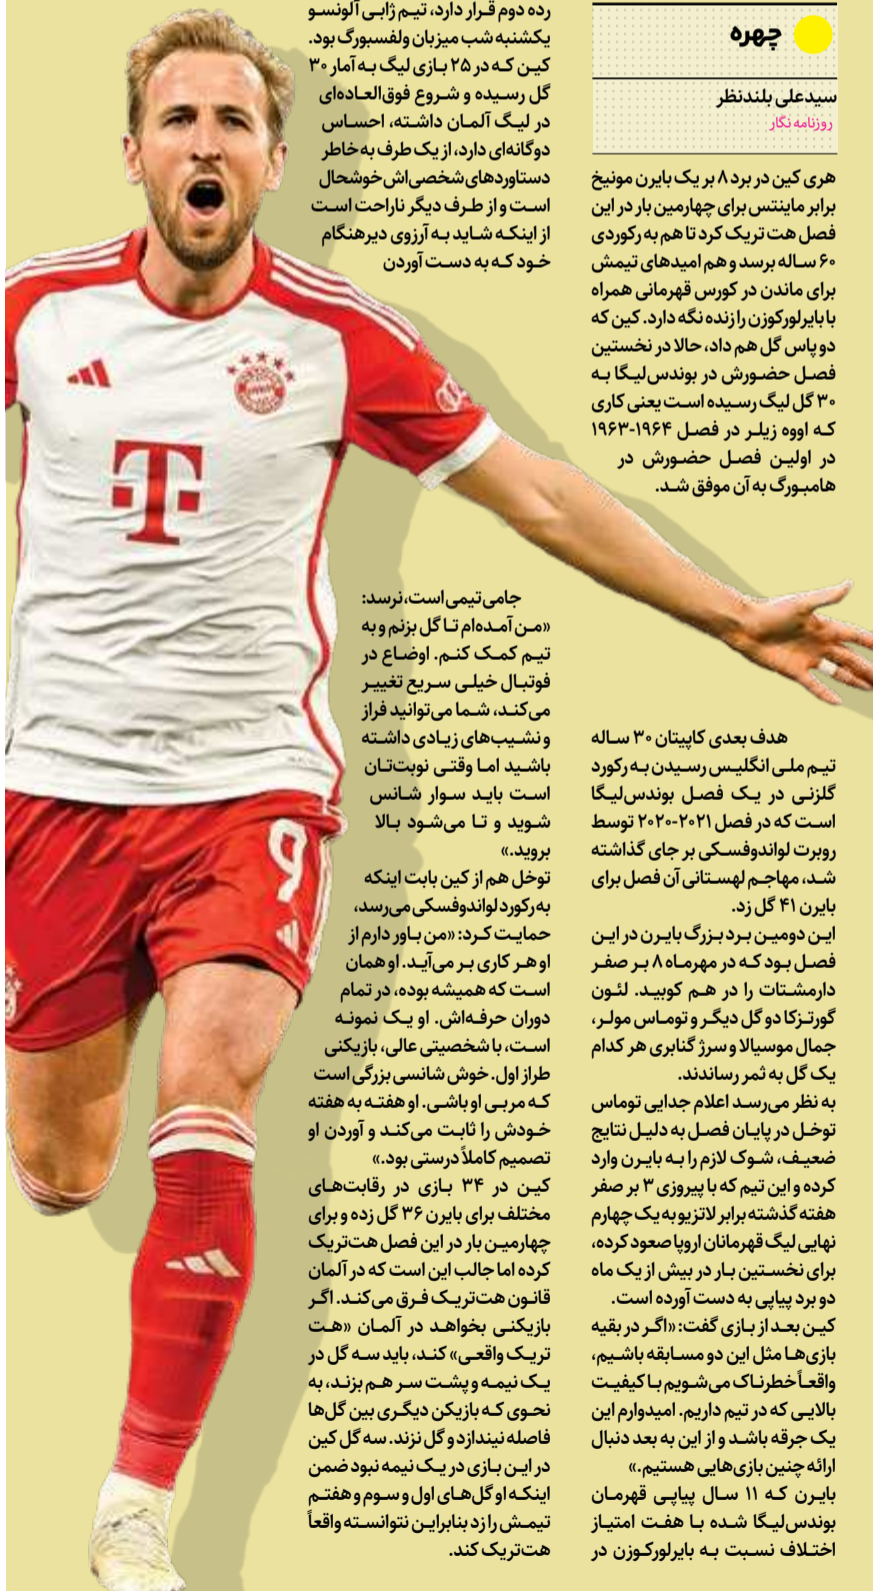 چهره
سیدعلی بلندنظر
روزنامه نگار
هری کین در برد ۸ بر یک بایرن مونیخ
برابر ماینتس برای چهارمین بار در این
فصل هت تریک کرد تا هم به رکوردی
۶۰ ساله برسد و هم امیدهای تیمش
برای ماندن در کورس قهرمانی همراه
با بایرلورکوزن را زنده نگه دارد. کین که
دو پاس گل هم داد، حالا در نخستین
فصل حضورش در بوندس‌لیگا به
۳۰ گل لیگ رسیده است یعنی کاری
که اووه زیلر در فصل ۱۹۶۴-۱۹۶۳
در اولین فصل حضورش در
هامبورگ به آن موفق شد.
هدف بعدی کاپیتان ۳۰ ساله
تیم ملی انگلیس رسیدن به رکورد
گلزنی در یک فصل بوندس‌لیگا
است که در فصل ۲۰۲۱-۲۰۲۰ توسط
روبرت لواندوفسکی بر جای گذاشته
شد، مهاجم لهستانی آن فصل برای
بایرن ۴۱ گل زد.
این دومین برد بزرگ بایرن در این
فصل بود که در مهرماه ۸ بر صفر
دارمشتات را در هم کوبید. لئون
گورتزکا دو گل دیگر و توماس مولر،
جمال موسیالا و سرژ گنابری هر کدام
یک گل به ثمر رساندند.
به نظر می‌رسد اعلام جدایی توماس
توخل در پایان فصل به دلیل نتایج
ضعیف، شوک لازم را به بایرن وارد
کرده و این تیم که با پیروزی ۳ بر صفر
هفته گذشته برابر لاتزیو به یک چهارم
نهایی لیگ قهرمانان اروپا صعود کرده،
برای نخستین بار در بیش از یک ماه
دو برد پیاپی به دست آورده است.
کین بعد از بازی گفت: «اگر در بقیه
بازی‌ها مثل این دو مسابقه باشیم،
واقعاً خطرناک می‌شویم با کیفیت
بالایی که در تیم داریم. امیدوارم این
یک جرقه باشد و از این به بعد دنبال
ارائه چنین بازی‌هایی هستیم.»
بایرن که ۱۱ سال پیاپی قهرمان
بوندس‌لیگا شده با هفت امتیاز
اختلاف نسبت به بایرلورکوزن در
رده دوم قرار دارد، تیم ژابی آلونسو
یکشنبه شب میزبان ولفسبورگ بود.
کین که در ۲۵ بازی لیگ به آمار ۳۰
گل رسیده و شروع فوق‌العاده‌ای
در لیگ آلمان داشته، احساس
دوگانه‌ای دارد، از یک طرف به خاطر
دستاوردهای شخصی‌اش خوشحال
است و از طرف دیگر ناراحت است
از اینکه شاید به آرزوی دیرهنگام
خود که به دست آوردن
جامی تیمی است، نرسد:
«من آمده‌ام تا گل بزنم و به
تیم کمک کنم. اوضاع در
فوتبال خیلی سریع تغییر
می‌کند، شما می‌توانید فراز
و نشیب‌های زیادی داشته
باشید اما وقتی نوبت‌تان
است باید سوار شانس
شوید و تا می‌شود بالا
بروید.»
توخل هم از کین بابت اینکه
به رکورد لواندوفسکی می‌رسد،
حمایت کرد: «من باور دارم از
او هر کاری بر می‌آید. او همان
است که همیشه بوده، در تمام
دوران حرفه‌اش. او یک نمونه
است، با شخصیتی عالی، بازیکنی
طراز اول. خوش شانسی بزرگی است
که مربی او باشی. او هفته به هفته
خودش را ثابت می‌کند و آوردن او
تصمیم کاملاً درستی بود.»
کین در ۳۴ بازی در رقابت‌های
مختلف برای بایرن ۳۶ گل زده و برای
چهارمین بار در این فصل هت‌تریک
کرده اما جالب این است که در آلمان
قانون هت‌تریک فرق می‌کند. اگر
بازیکنی بخواهد در آلمان «هت
تریک واقعی» کند، باید سه گل در
یک نیمه و پشت سر هم بزند، به
نحوی که بازیکن دیگری بین گل‌ها
فاصله نیندازد و گل نزند. سه گل کین
در این بازی در یک نیمه نبود ضمن
اینکه او گل‌های اول و سوم و هفتم
تیمش را زد بنابراین نتوانسته واقعاً
هت‌تریک کند.
T
9